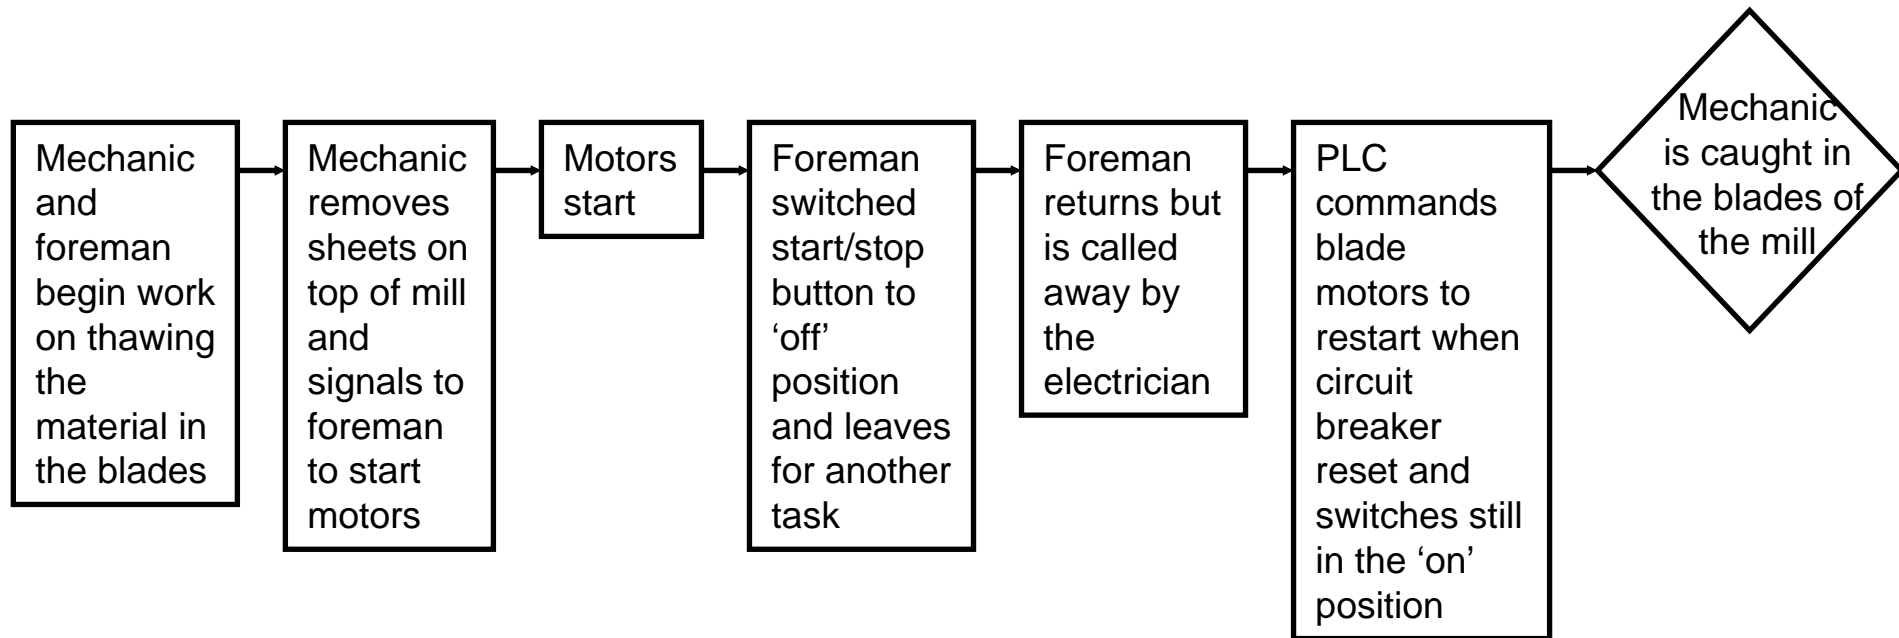 Mechanic
and
foreman
begin work
on thawing
the
material in
the blades
Mechanic
removes
sheets on
top of mill
and
signals to
foreman
to start
motors
Motors
start
Foreman
switched
start/stop
button to
‘off’
position
and leaves
for another
task
Foreman
returns but
is called
away by
the
electrician
PLC
commands
blade
motors to
restart when
circuit
breaker
reset and
switches still
in the ‘on’
position
Mechanic
is caught in
the blades of
the mill